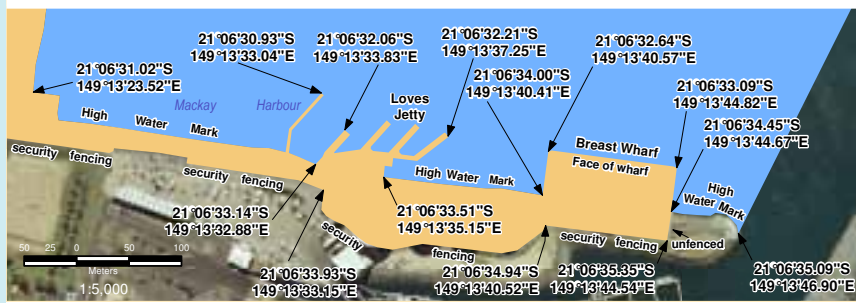 21°06'30.93"S
149°13'33.04"E
21°06'32.06"S
149°13'33.83"E
21°06'32.21"S
149°13'37.25"E
21°06'32.64"S
149°13'40.57"E
21°06'31.02"S
149°13'23.52"E
21°06'34.00"S
149°13'40.41"E
21°06'33.09"S
149°13'44.82"E
Mackay Harbour
Loves
Jetty
High Water Mark
21°06'34.45"S
149°13'44.67"E
Breast Wharf
Face of wharf
security fencing
security fencing
High Water Mark
High
Water Mark
21°06'33.14"S
149°13'32.88"E
21°06'33.51"S
149°13'35.15"E
security
fencing
security fencing
unfenced
50 25 0 50 100
Meters
1:5,000
21°06'33.93"S
149°13'33.15"E
21°06'34.94"S
149°13'40.52"E
21°06'35.35"S
149°13'44.54"E
21°06'35.09"S
149°13'46.90"E